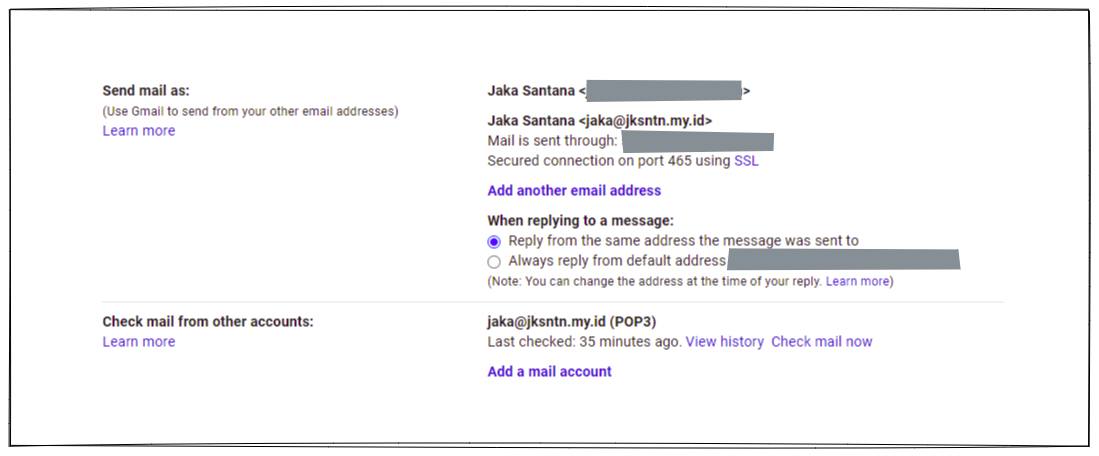 Send mail as:
(Use Gmail to send from your other email addresses)
Learn more
Jaka Santana < >
Jaka Santana <jaka@jksntn.my.id>
Mail is sent through:
Secured connection on port 465 using SSL
Add another email address
When replying to a message:
Reply from the same address the message was sent to
Always reply from default address
(Note: You can change the address at the time of your reply. Learn more)
Check mail from other accounts:
Learn more
jaka@jksntn.my.id (POP3)
Last checked: 35 minutes ago. View history Check mail now
Add a mail account